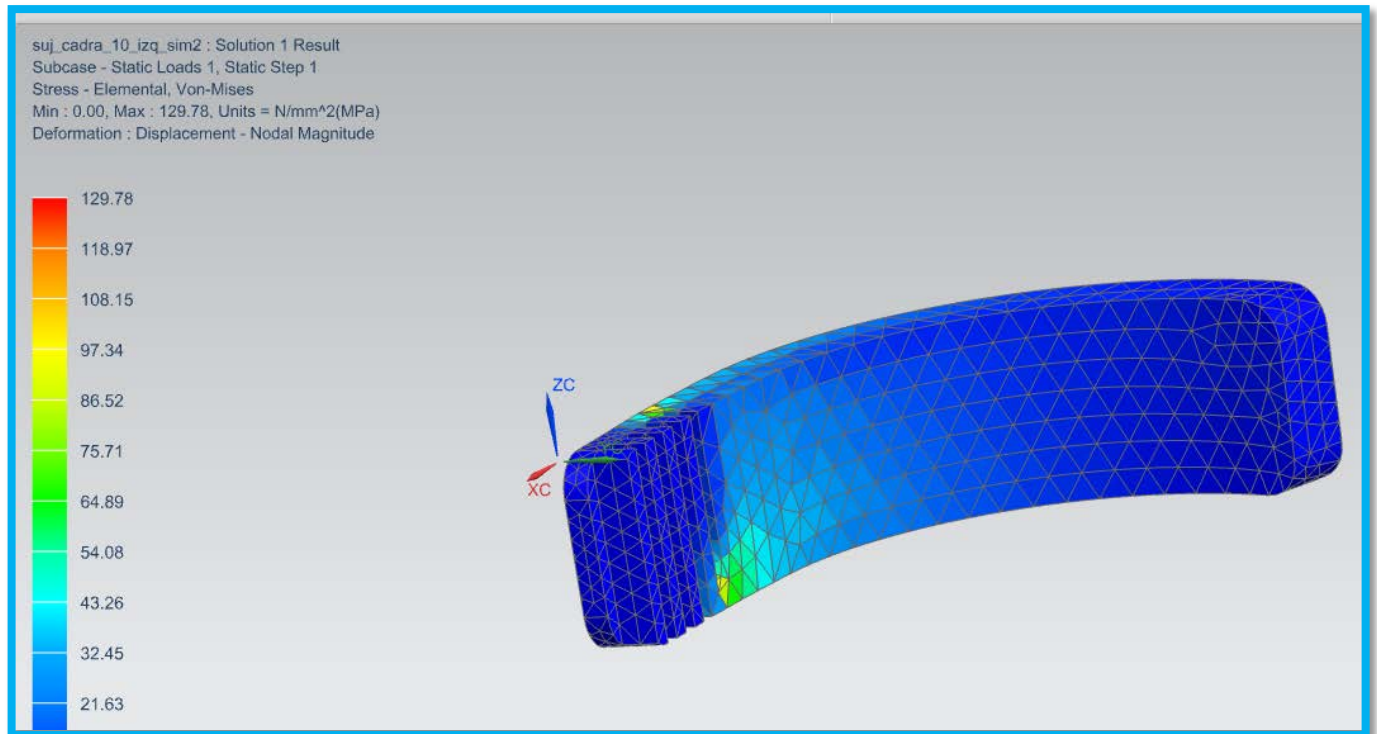 suj_cadra_10_izq_sim2 : Solution 1 Result
Subcase - Static Loads 1, Static Step 1
Stress - Elemental, Von-Mises
Min : 0.00, Max : 129.78, Units = N/mm^2(MPa)
Deformation : Displacement - Nodal Magnitude
129.78
118.97
108.15
97.34
86.52
75.71
64.89
54.08
43.26
32.45
21.63
ZC
XC